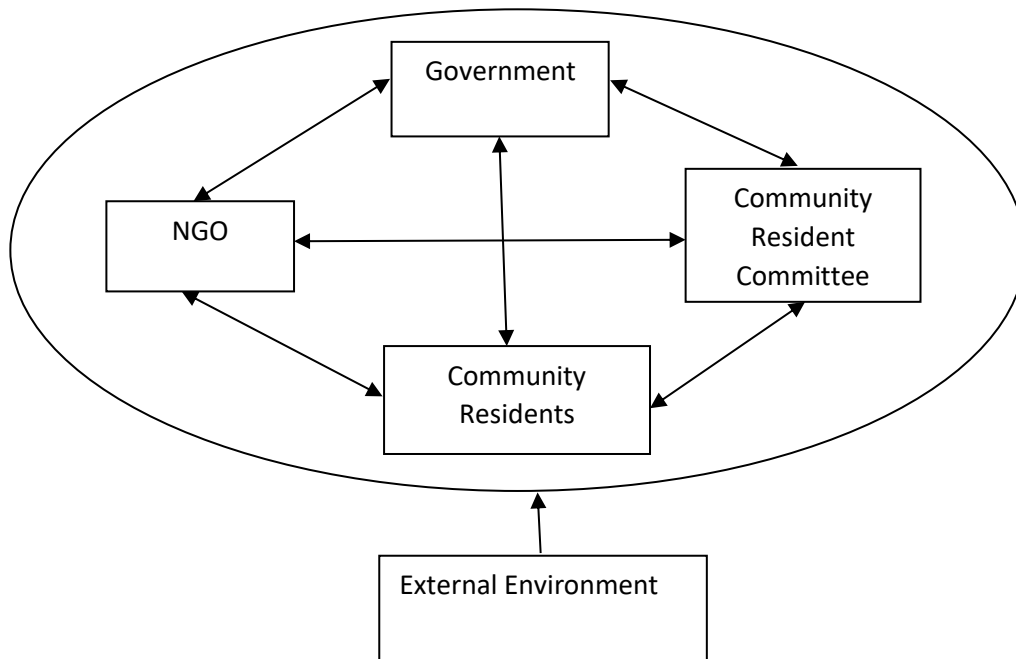 Government
NGO
Community
Resident
Committee
Community
Residents
External Environment